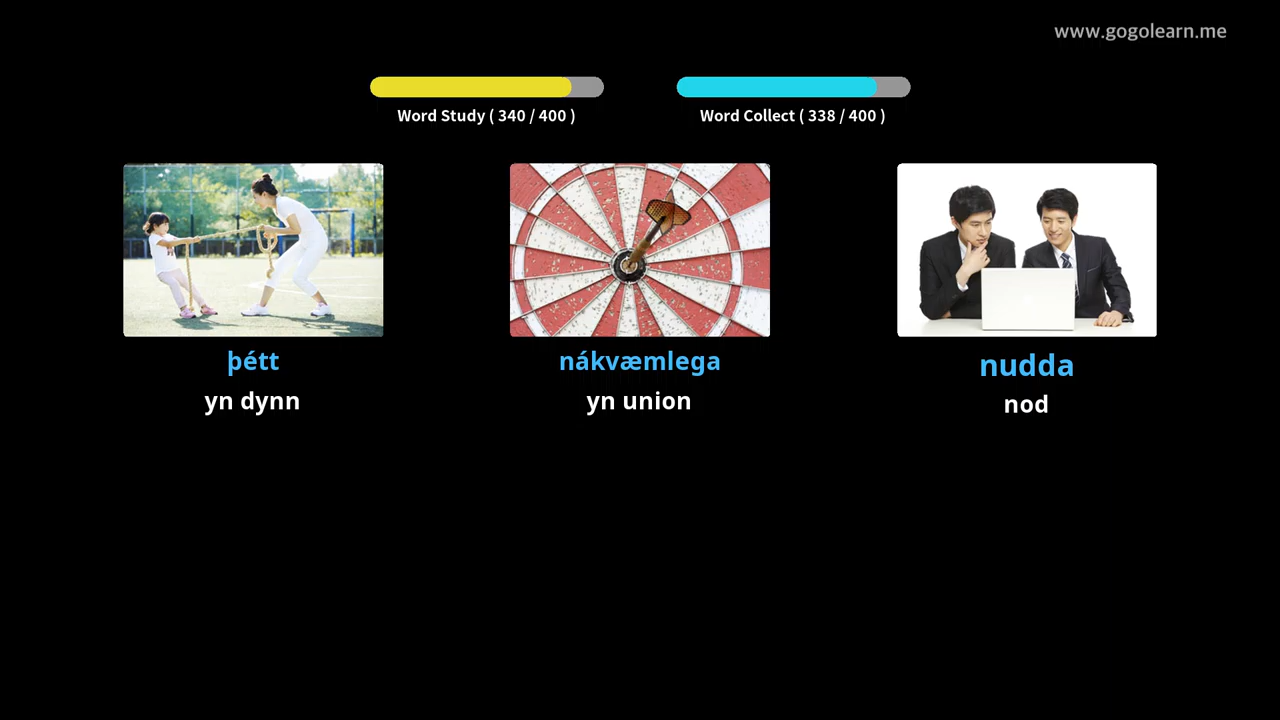 www.gogolearn.me
Word Study ( 340 / 400 )
Word Collect ( 338 / 400 )
þétt
yn dynn
nákvæmlega
yn union
nudda
nod